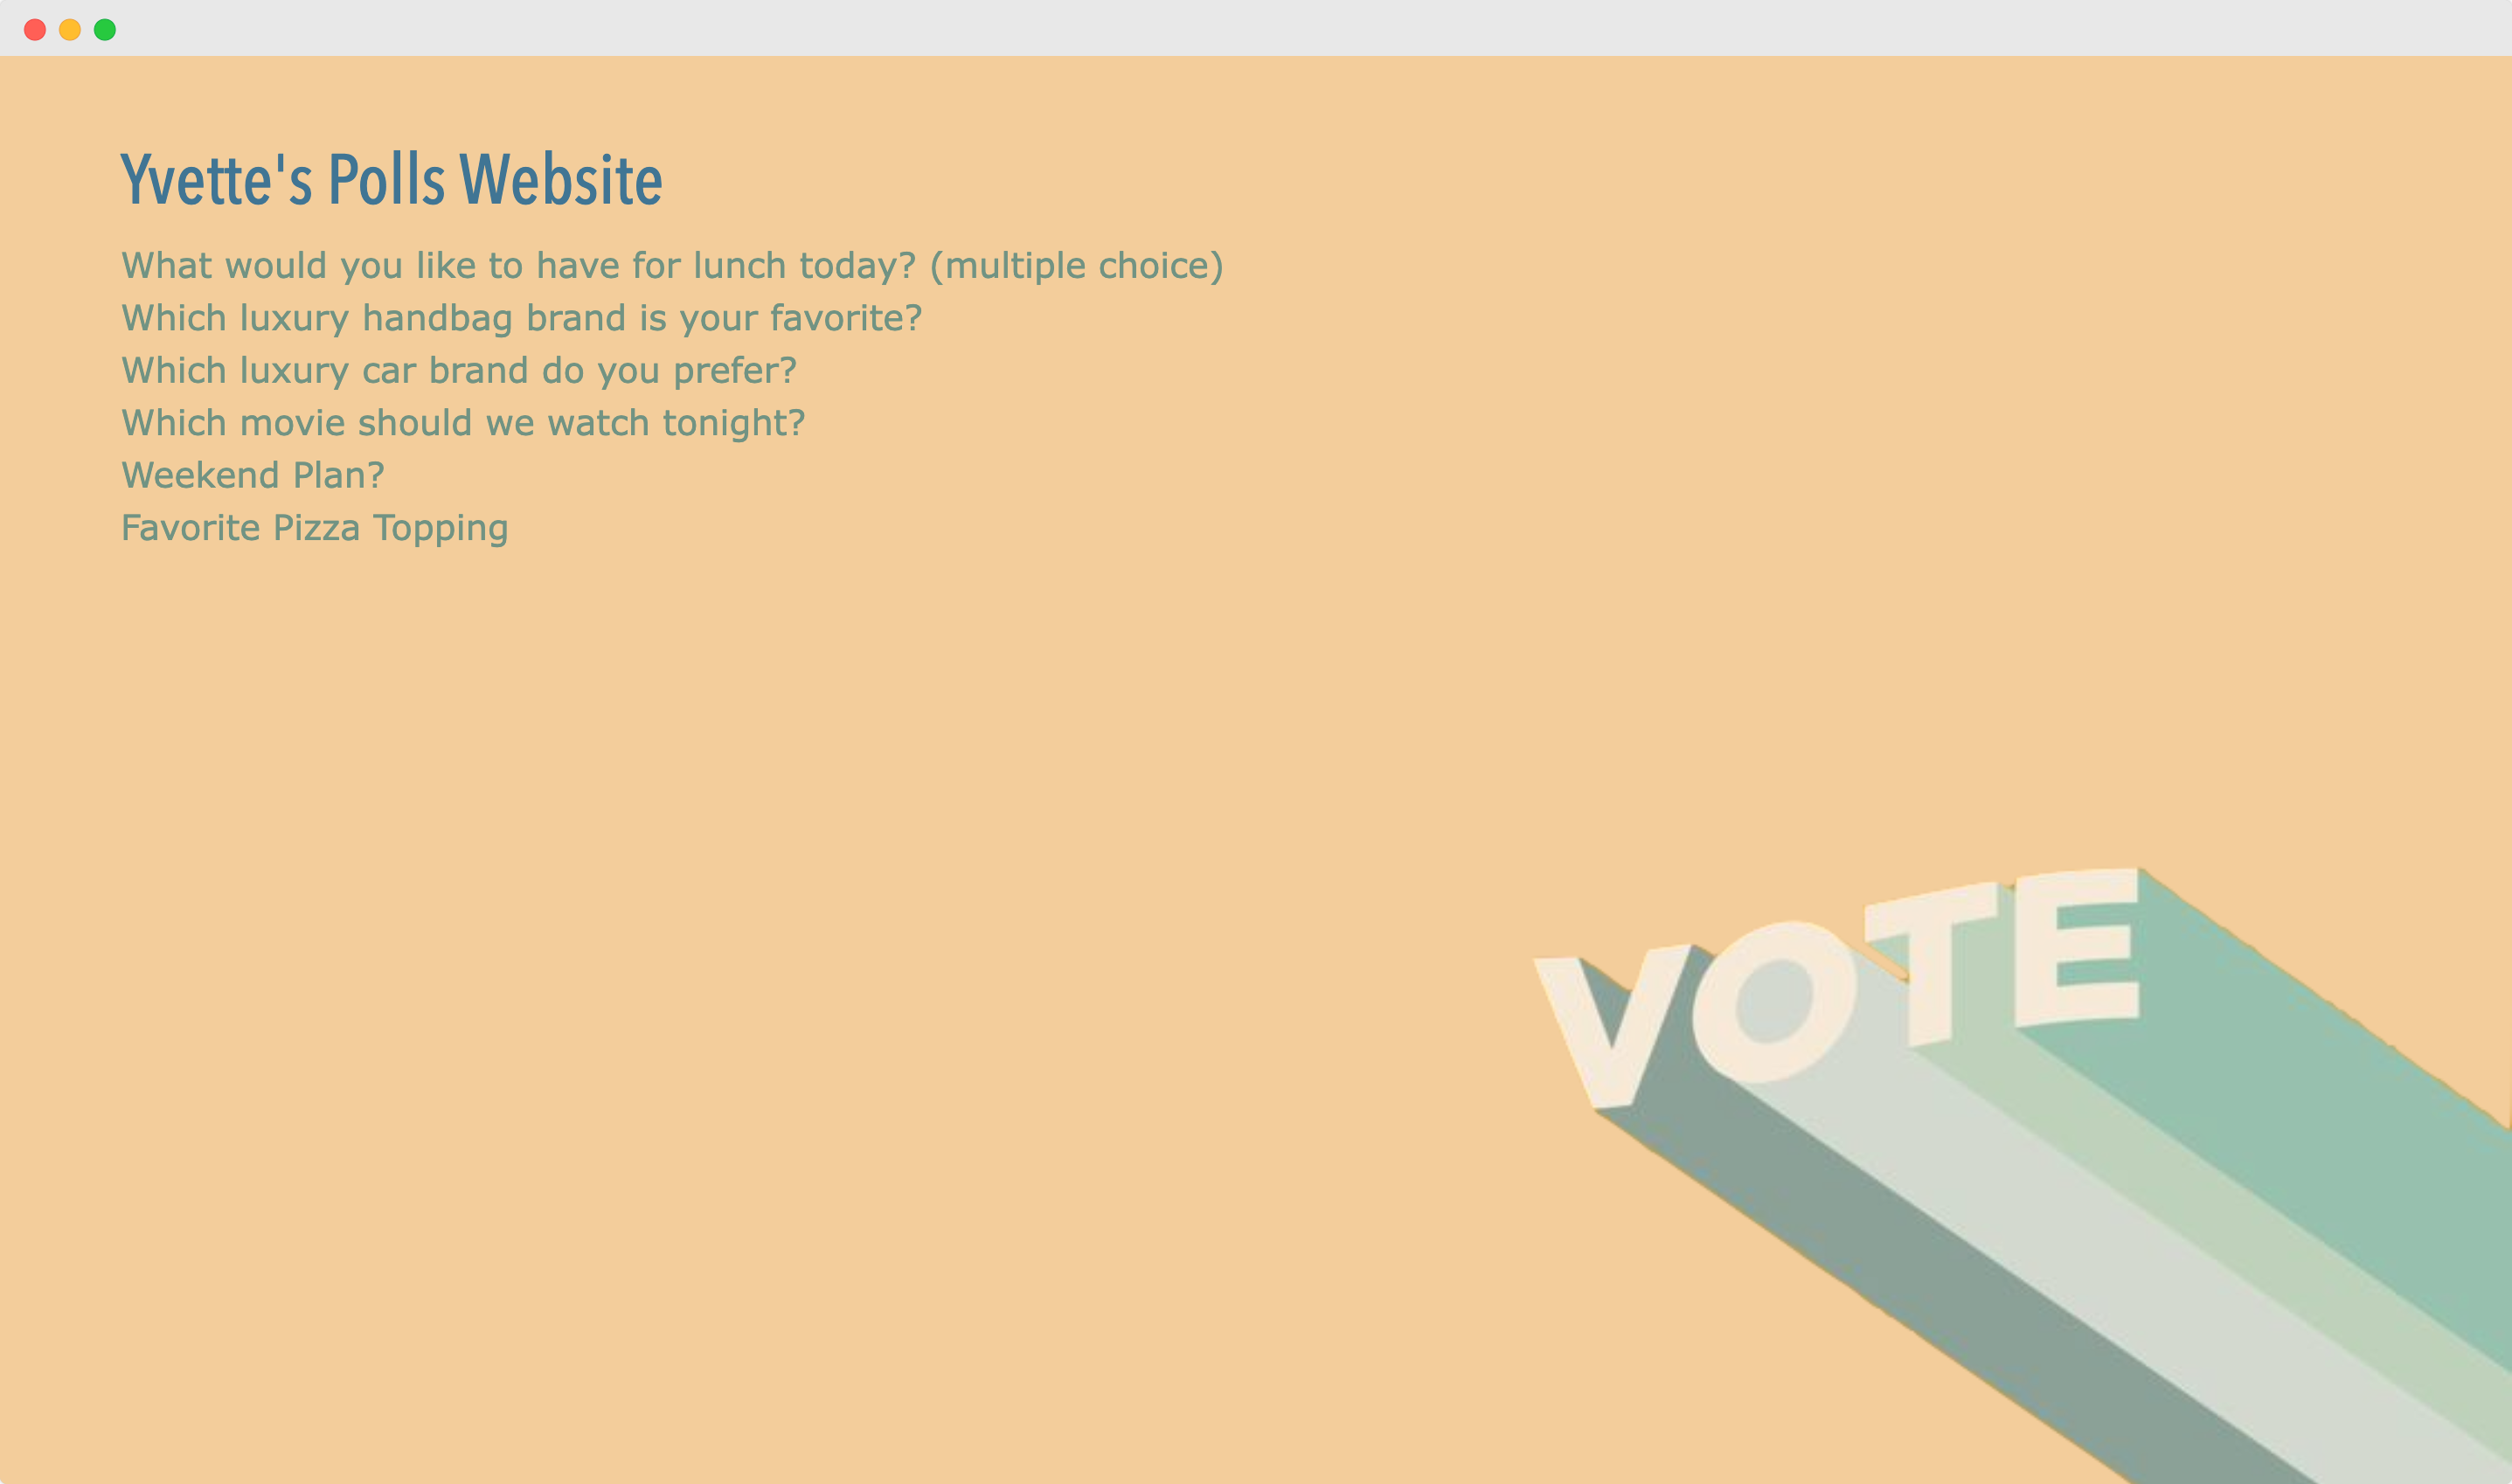 Yvette's Polls Website
What would you like to have for lunch today? (multiple choice)
Which luxury handbag brand is your favorite?
Which luxury car brand do you prefer?
Which movie should we watch tonight?
Weekend Plan?
Favorite Pizza Topping
VOTE